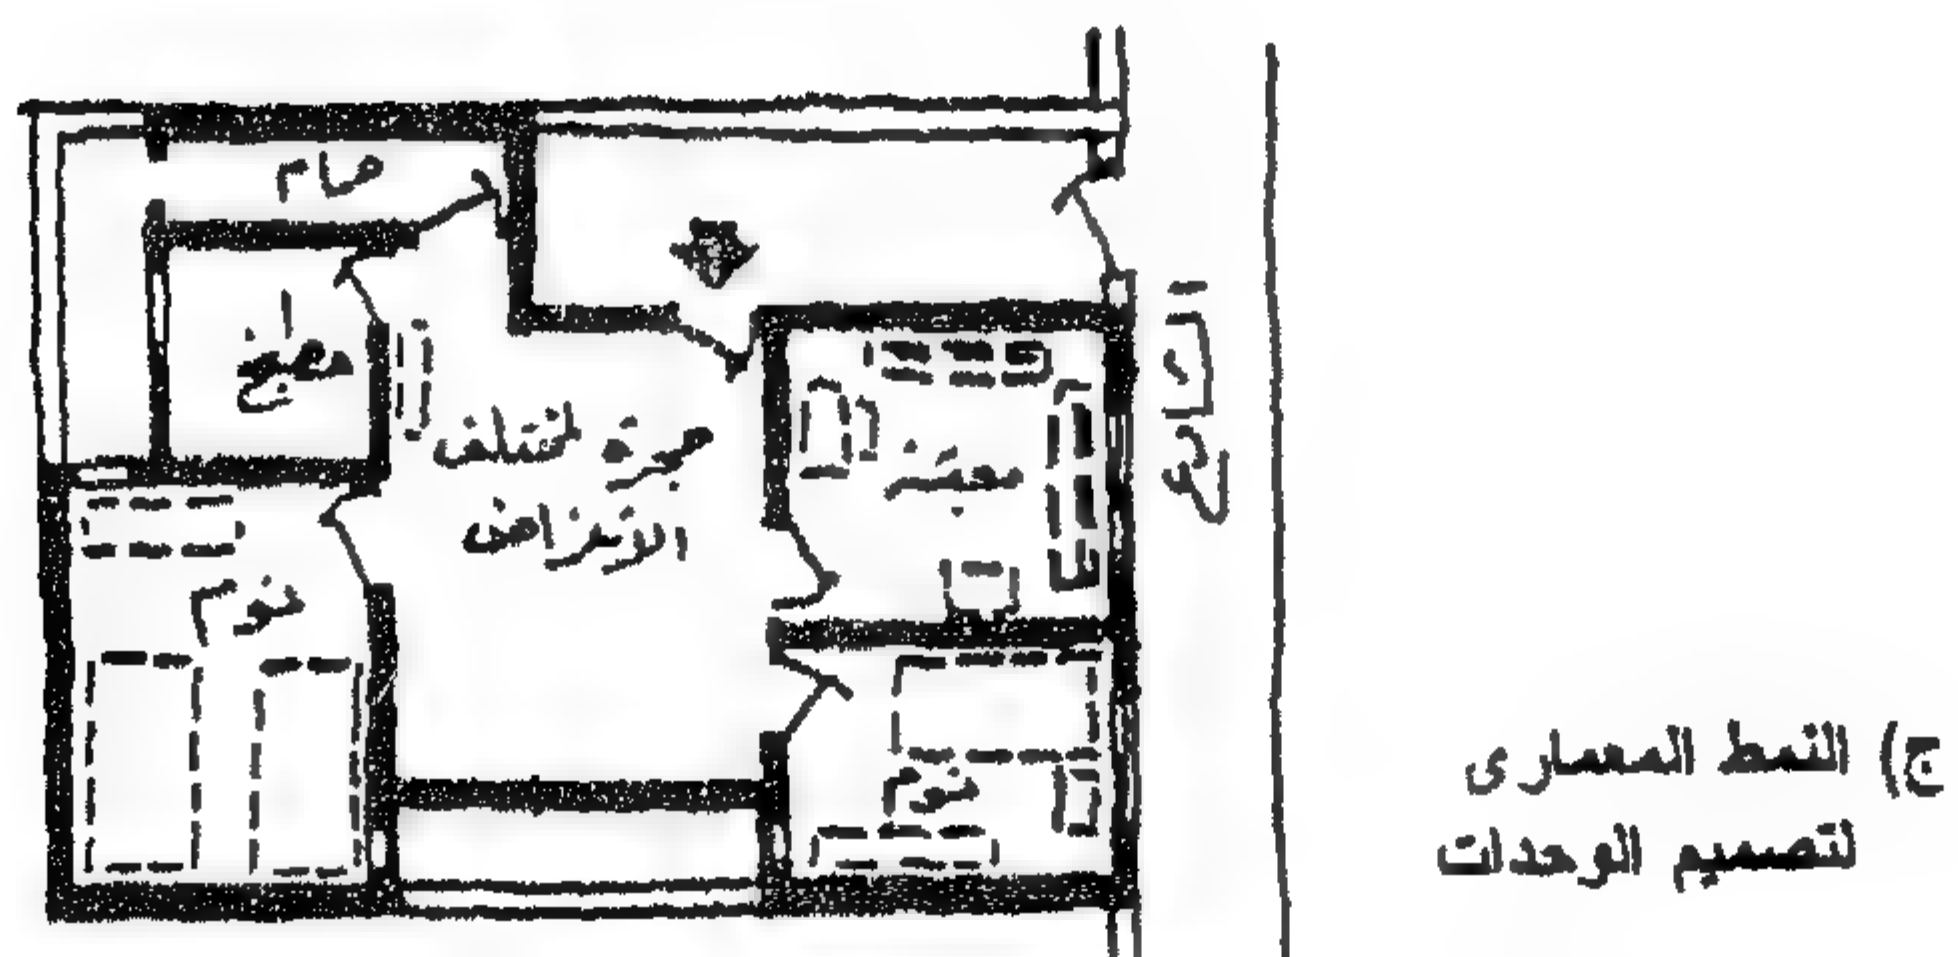 حمام
مطبخ
حجرة لمختلف
الأغراض
معيشة
الشارع
نوم
نوم
ج) النمط المعمارى
لتصميم الوحدات